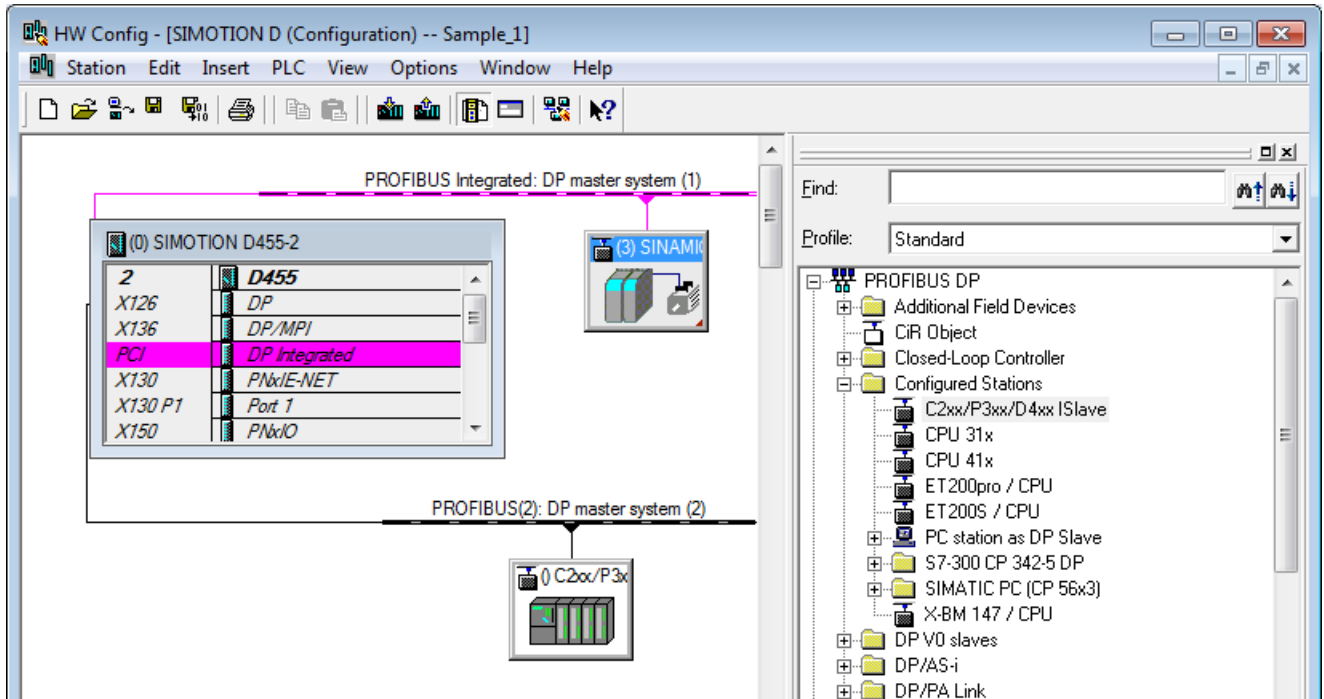 HW Config - [SIMOTION D (Configuration) -- Sample_1]
Station Edit Insert PLC View Options Window Help
PROFIBUS Integrated: DP master system (1)
(0) SIMOTION D455-2
2 D455
X126 DP
X136 DP/MPI
PCI DP Integrated
X130 PNxIE-NET
X130 P1 Port 1
X150 PNxIO
(3) SINAMIC
PROFIBUS(2): DP master system (2)
() C2xx/P3x
Find:
Profile: Standard
PROFIBUS DP
Additional Field Devices
CiR Object
Closed-Loop Controller
Configured Stations
C2xx/P3xx/D4xx ISlave
CPU 31x
CPU 41x
ET200pro / CPU
ET200S / CPU
PC station as DP Slave
S7-300 CP 342-5 DP
SIMATIC PC (CP 56x3)
X-BM 147 / CPU
DP V0 slaves
DP/AS-i
DP/PA Link